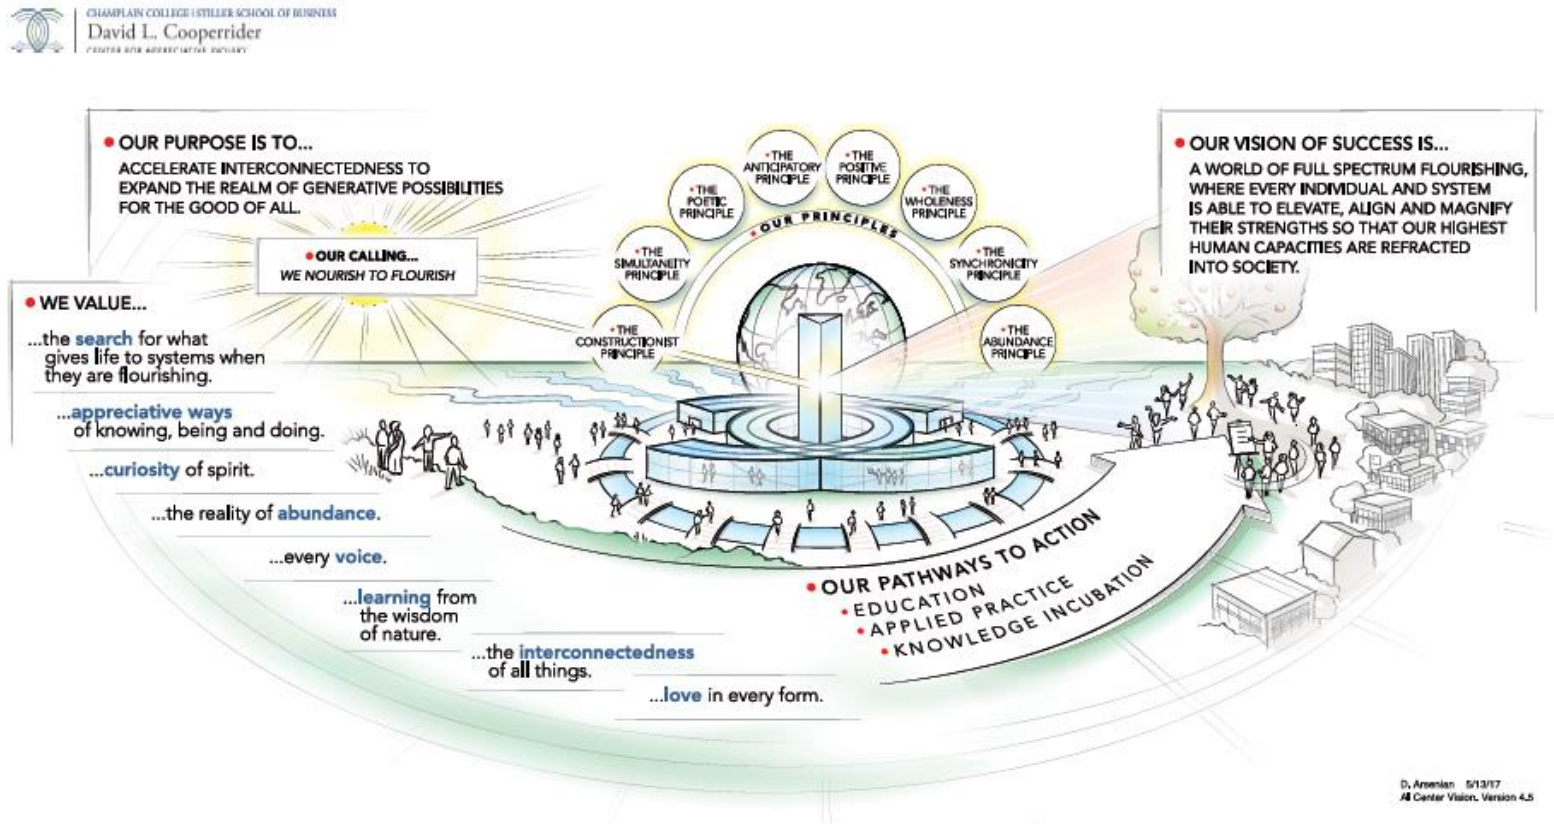 CHAMPLAIN COLLEGE | STILLER SCHOOL OF BUSINESS
David L. Cooperrider
CENTER FOR APPRECIATIVE INQUIRY
• OUR PURPOSE IS TO...
ACCELERATE INTERCONNECTEDNESS TO
EXPAND THE REALM OF GENERATIVE POSSIBILITIES
FOR THE GOOD OF ALL.
• OUR CALLING...
WE NOURISH TO FLOURISH
• WE VALUE...
...the search for what
gives life to systems when
they are flourishing.
...appreciative ways
of knowing, being and doing.
...curiosity of spirit.
...the reality of abundance.
...every voice.
...learning from
the wisdom
of nature.
...the interconnectedness
of all things.
...love in every form.
• THE
CONSTRUCTIONIST
PRINCIPLE
• THE
SIMULTANEITY
PRINCIPLE
• THE
POETIC
PRINCIPLE
• THE
ANTICIPATORY
PRINCIPLE
• THE
POSITIVE
PRINCIPLE
• THE
WHOLENESS
PRINCIPLE
• THE
SYNCHRONICITY
PRINCIPLE
• THE
ABUNDANCE
PRINCIPLE
• OUR PRINCIPLES
• OUR VISION OF SUCCESS IS...
A WORLD OF FULL SPECTRUM FLOURISHING,
WHERE EVERY INDIVIDUAL AND SYSTEM
IS ABLE TO ELEVATE, ALIGN AND MAGNIFY
THEIR STRENGTHS SO THAT OUR HIGHEST
HUMAN CAPACITIES ARE REFRACTED
INTO SOCIETY.
• OUR PATHWAYS TO ACTION
• EDUCATION
• APPLIED PRACTICE
• KNOWLEDGE INCUBATION
D. Arsenian 5/13/17
AI Center Vision. Version 4.5